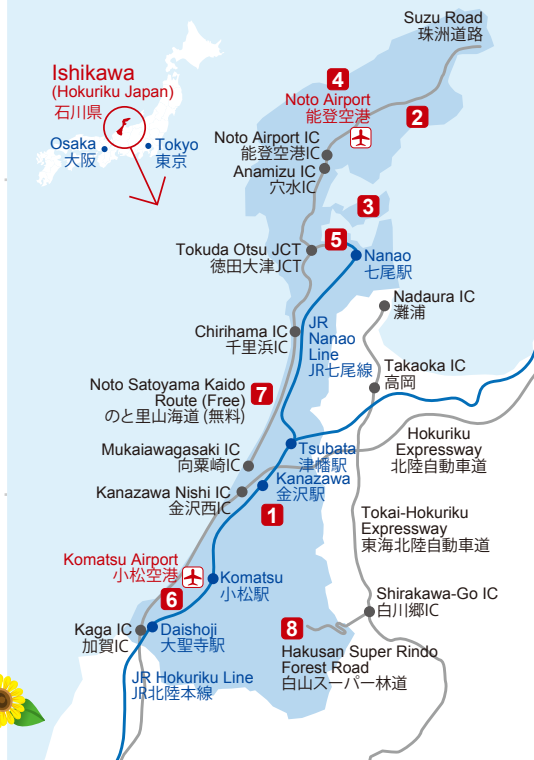 Suzu Road
珠洲道路
Ishikawa
(Hokuriku Japan)
石川県
Osaka
大阪
Tokyo
東京
4
Noto Airport
能登空港
2
Noto Airport IC
能登空港IC
Anamizu IC
穴水IC
3
5
Tokuda Otsu JCT
徳田大津JCT
Nanao
七尾駅
Nadaura IC
灘浦
Chirihama IC
千里浜IC
JR
Nanao
Line
JR七尾線
Takaoka IC
高岡
Noto Satoyama Kaido
Route (Free)
のと里山海道(無料)
7
Mukaiawagasaki IC
向粟崎IC
Tsubata
津幡駅
Hokuriku
Expressway
北陸自動車道
Kanazawa Nishi IC
金沢西IC
Kanazawa
金沢駅
1
Tokai-Hokuriku
Expressway
東海北陸自動車道
Komatsu Airport
小松空港
Komatsu
小松駅
6
Shirakawa-Go IC
白川郷IC
Kaga IC
加賀IC
Daishoji
大聖寺駅
8
Hakusan Super Rindo
Forest Road
白山スーパー林道
JR Hokuriku Line
JR北陸本線